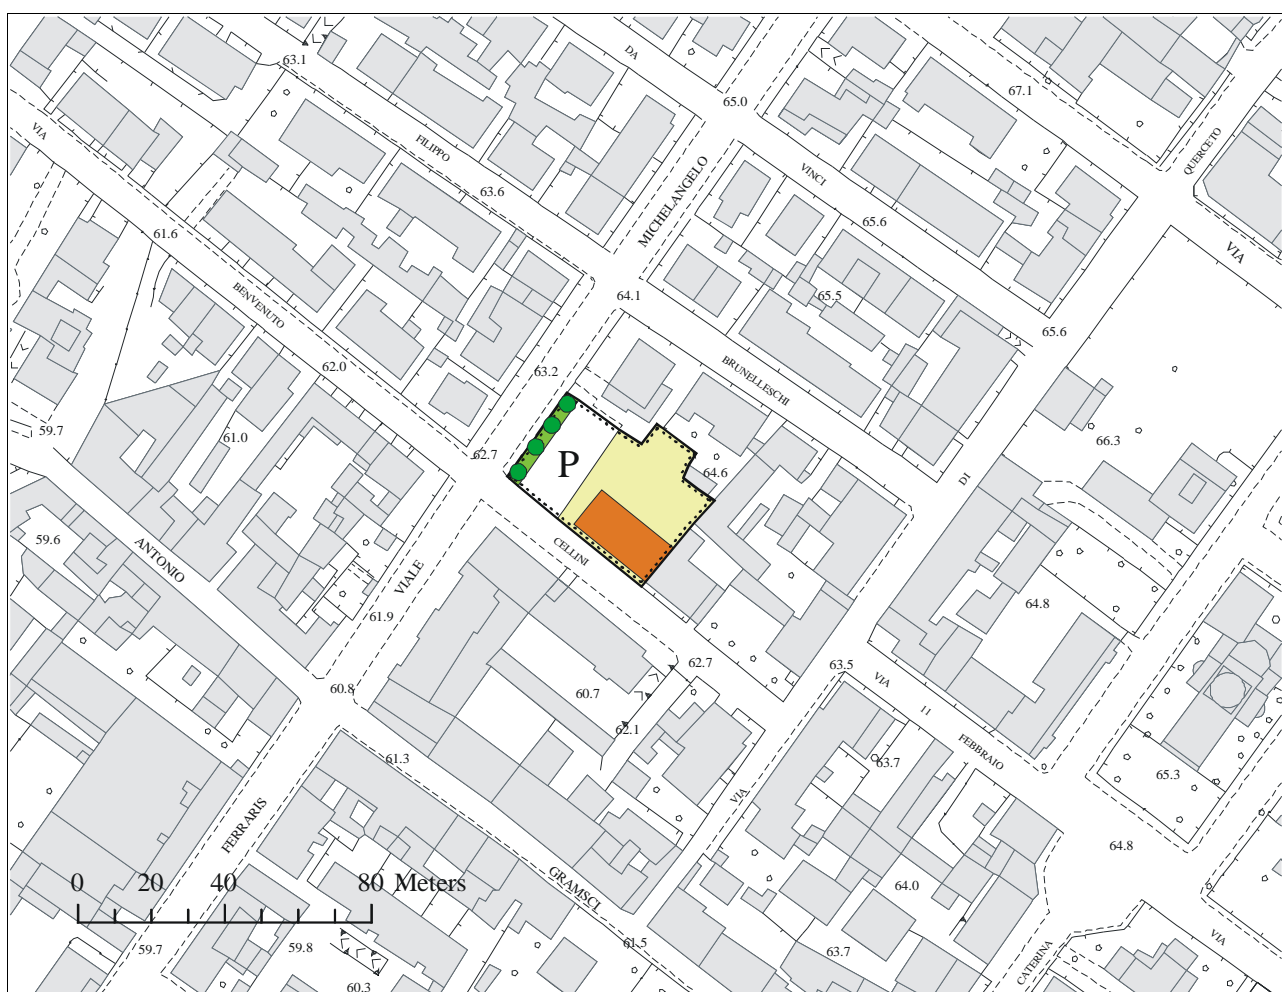 DA
63.1
67.1
65.0
VIA
FILIPPO
QUERCETO
MICHELANGELO
VINCI
63.6
65.6
61.6
VIA
BENVENUTO
64.1
65.5
65.6
62.0
63.2
BRUNELLESCHI
59.7
61.0
62.7
P
64.6
66.3
DI
59.6
ANTONIO
CELLINI
VIALE
61.9
64.8
62.7
63.5
VIA
60.8
60.7
11
62.1
FEBBRAIO
61.3
63.7
65.3
VIA
FERRARIS
64.8
0 20 40 80 Meters
GRAMSCI
64.0
59.7
59.8
61.5
63.7
VIA
CATERINA
60.3